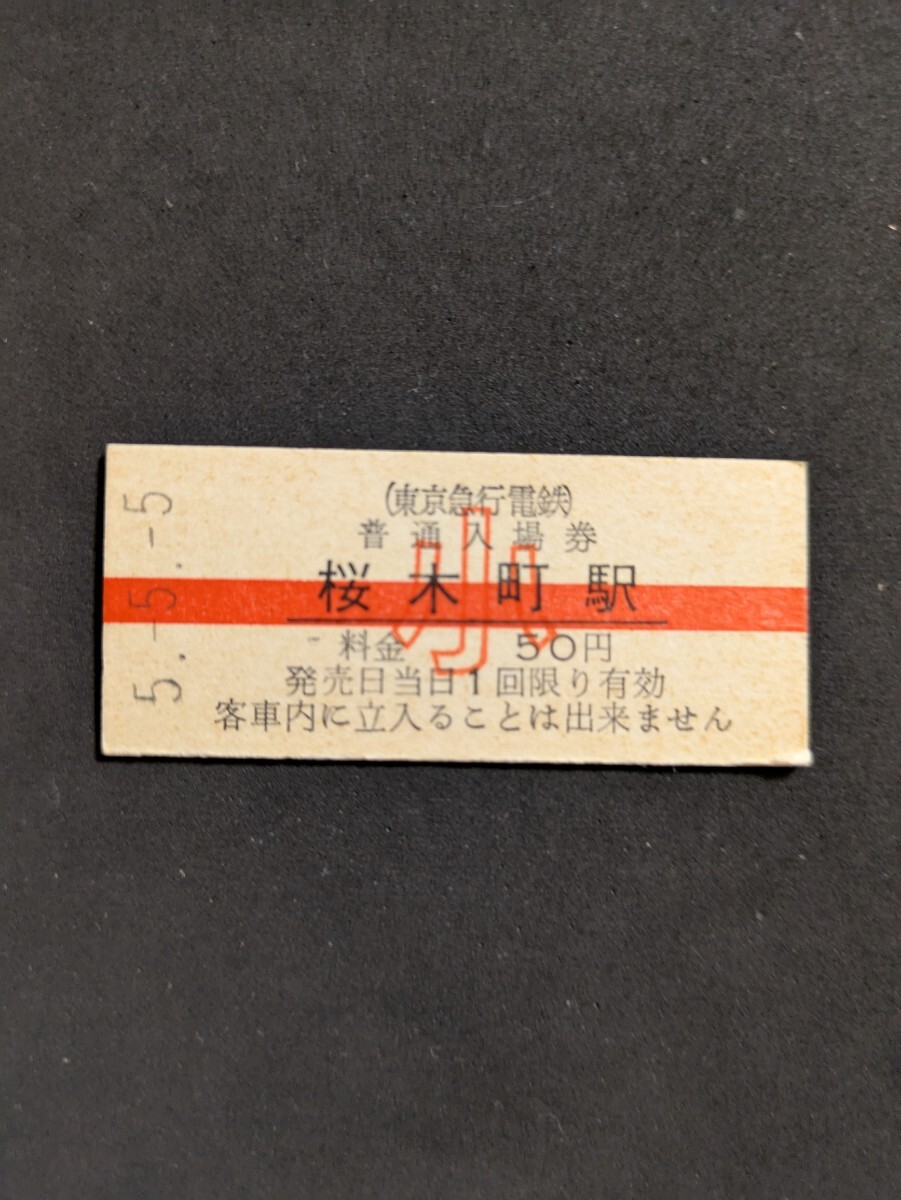 5.-5.-5
(東京急行電鉄)
普通入場券
小
桜木町駅
料金 50円
発売日当日1回限り有効
客車内に立入ることは出来ません